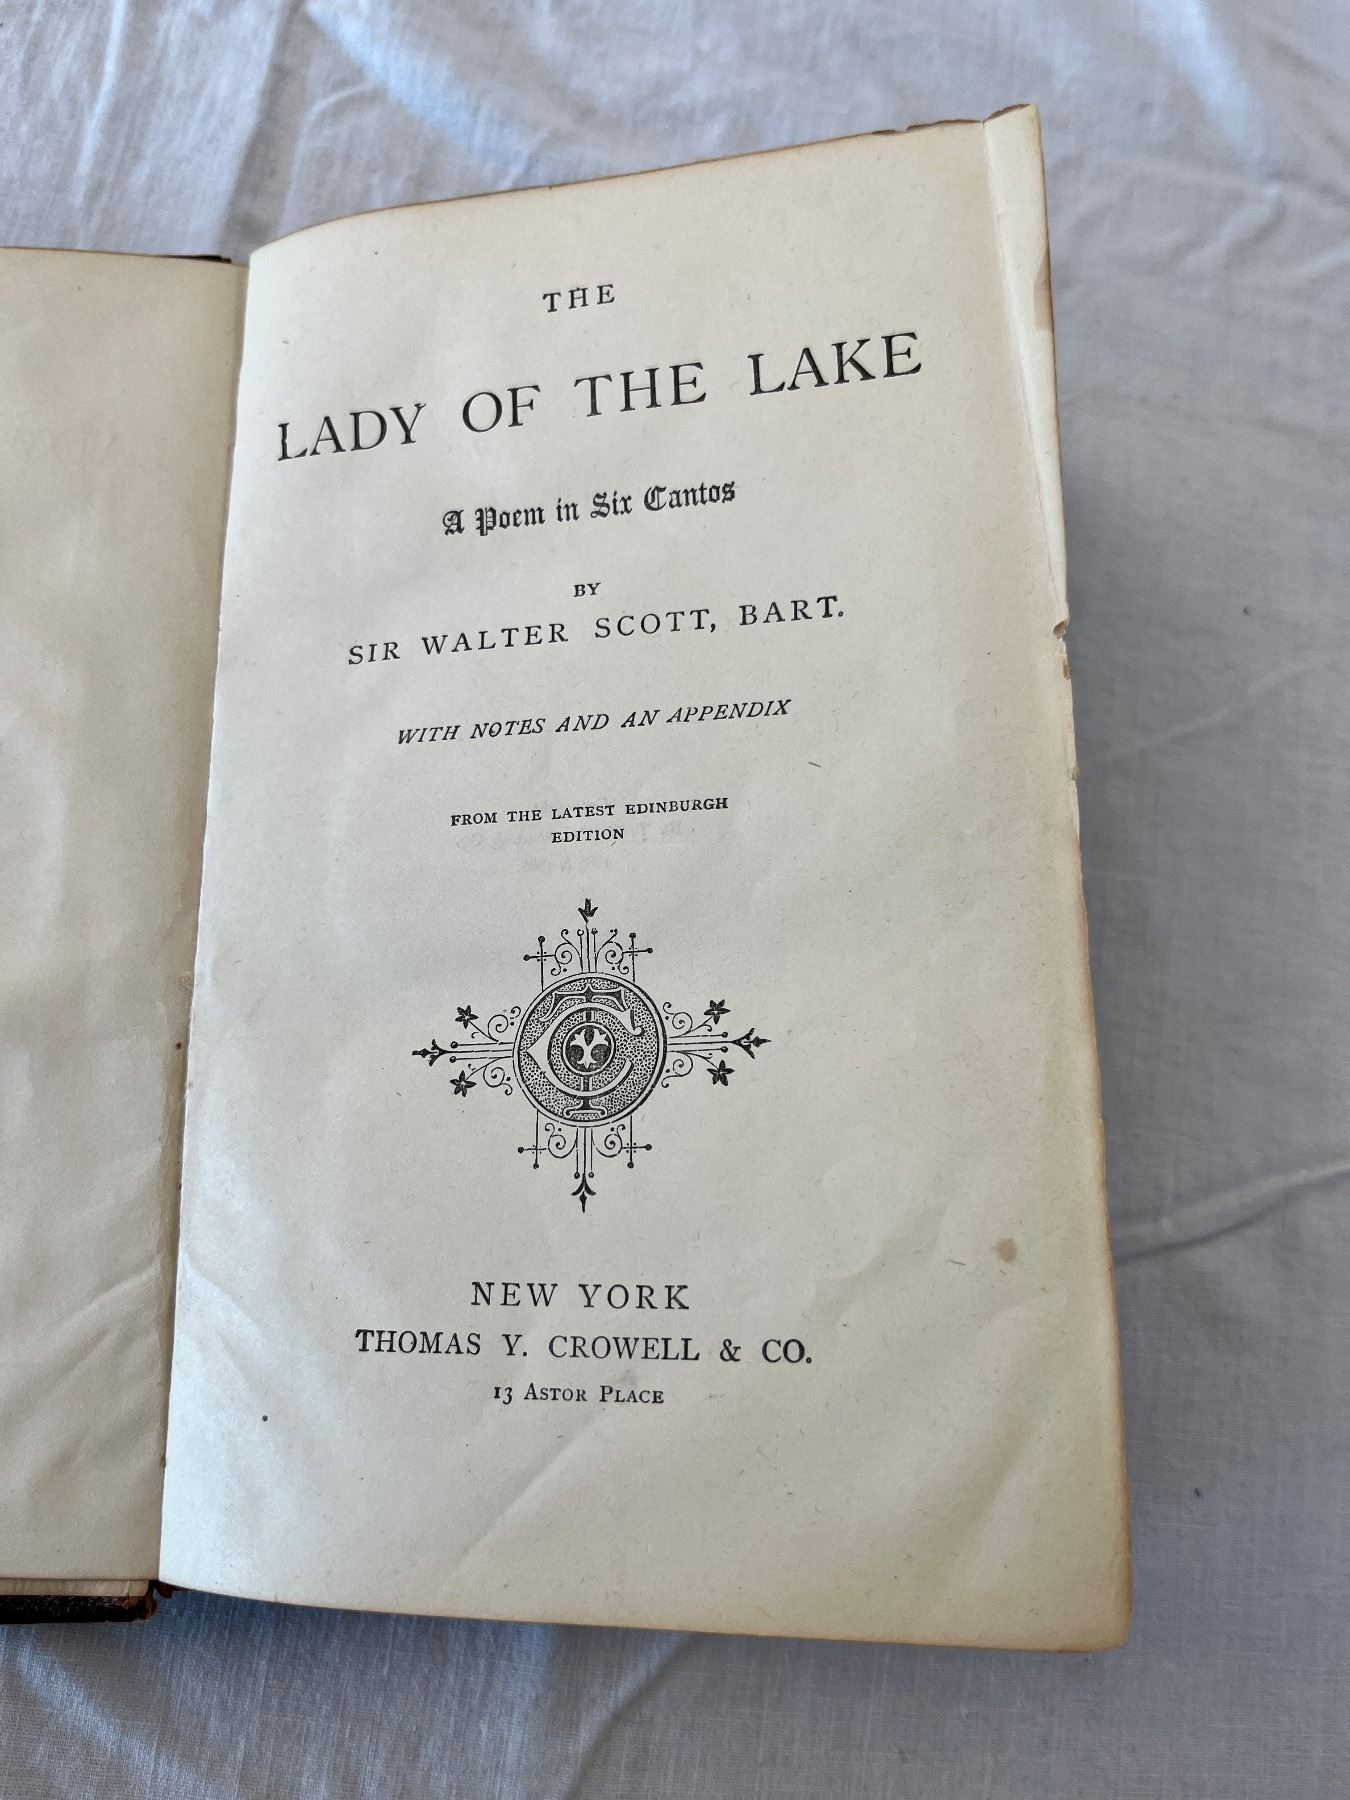 THE
LADY OF THE LAKE
A Poem in Six Cantos
BY
SIR WALTER SCOTT, BART.
WITH NOTES AND AN APPENDIX
FROM THE LATEST EDINBURGH
EDITION
TC
NEW YORK
THOMAS Y. CROWELL & CO.
13 ASTOR PLACE